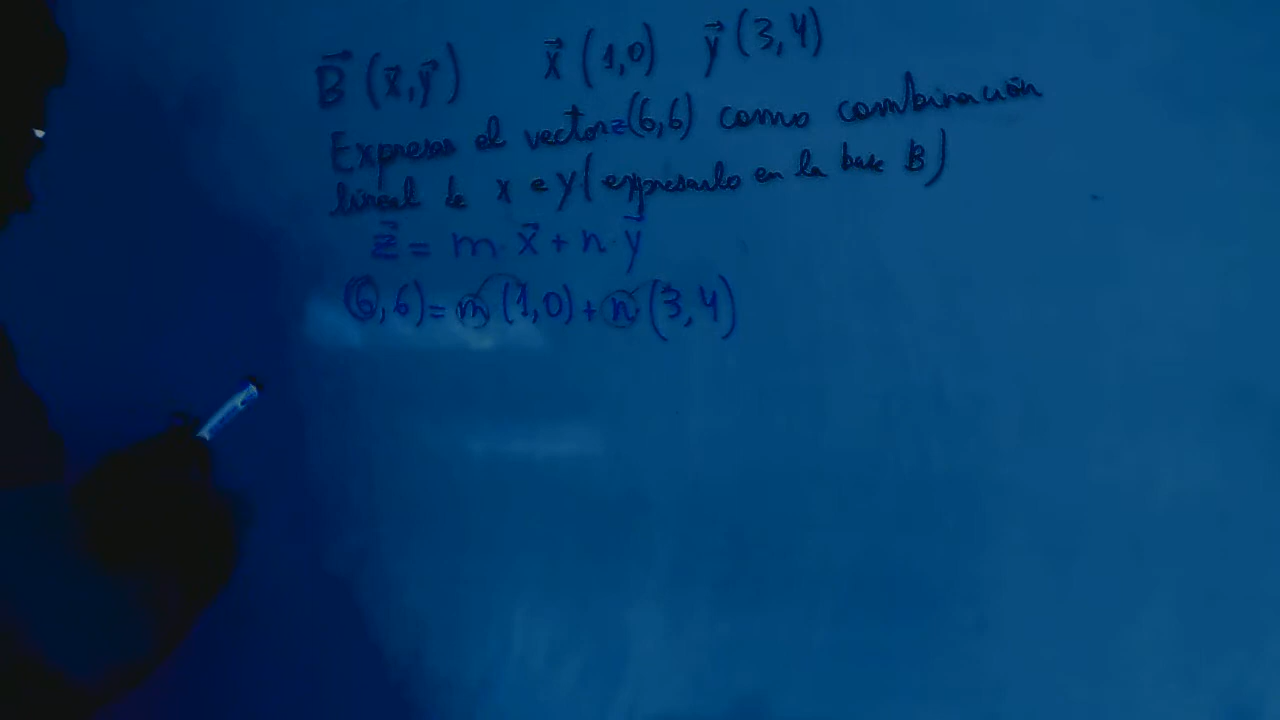 B⃗ (x⃗,y⃗) x⃗ (1,0) y⃗ (3,4)
Expresar el vector z(6,6) como combinación
lineal de x e y (expresarlo en la base B)
z⃗ = m x⃗ + n · y⃗
(6,6) = m (1,0) + n (3,4)